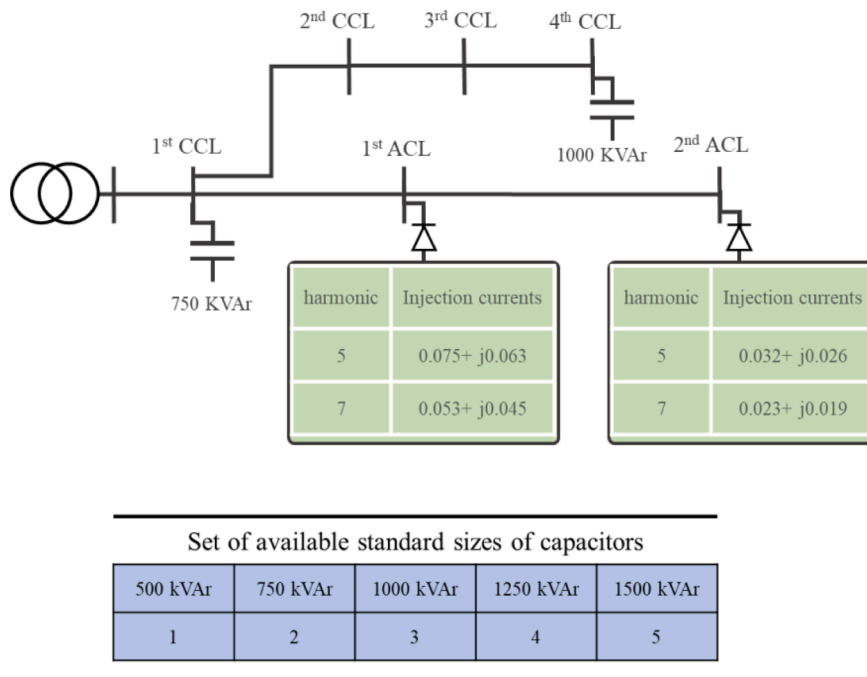 2nd CCL 3rd CCL 4th CCL
1000 KVAr
1st CCL 1st ACL 2nd ACL
750 KVAr
harmonic Injection currents
5 0.075+ j0.063
7 0.053+ j0.045
harmonic Injection currents
5 0.032+ j0.026
7 0.023+ j0.019
Set of available standard sizes of capacitors
500 kVAr 750 kVAr 1000 kVAr 1250 kVAr 1500 kVAr
1 2 3 4 5